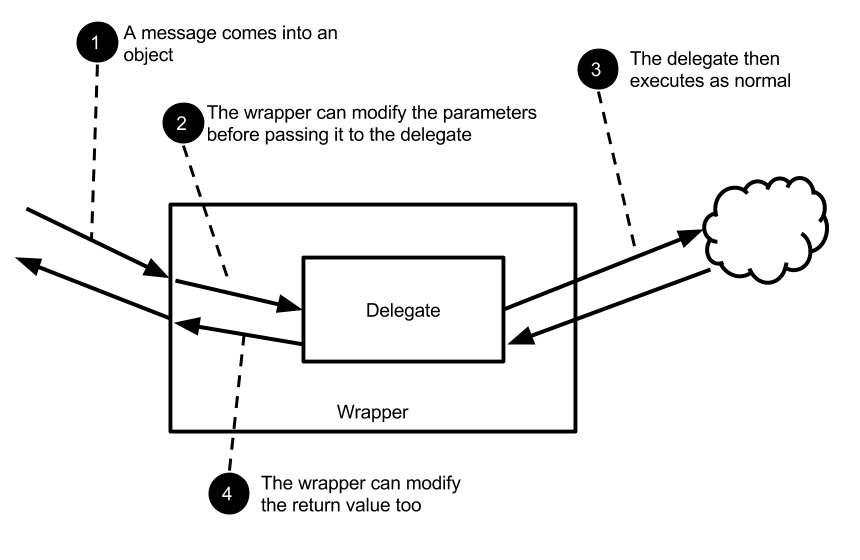 1
A message comes into an
object
2
The wrapper can modify the parameters
before passing it to the delegate
3
The delegate then
executes as normal
Delegate
Wrapper
4
The wrapper can modify
the return value too